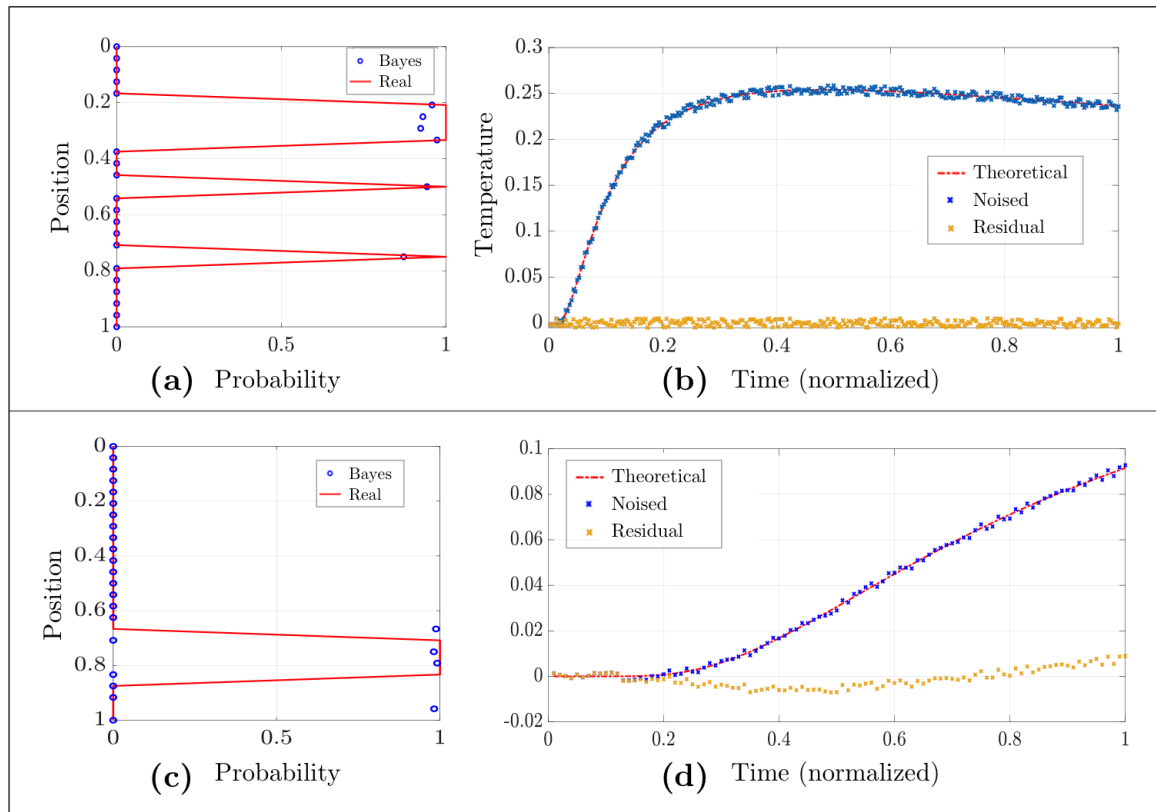 0
0.2
0.4
0.6
0.8
1
Position
0
0.5
1
Bayes
Real
(a) Probability
0.3
0.25
0.2
0.15
0.1
0.05
0
Temperature
0
0.2
0.4
0.6
0.8
1
Theoretical
Noised
Residual
(b) Time (normalized)
0
0.2
0.4
0.6
0.8
1
Position
0
0.5
1
Bayes
Real
(c) Probability
0.1
0.08
0.06
0.04
0.02
0
-0.02
0
0.2
0.4
0.6
0.8
1
Theoretical
Noised
Residual
(d) Time (normalized)